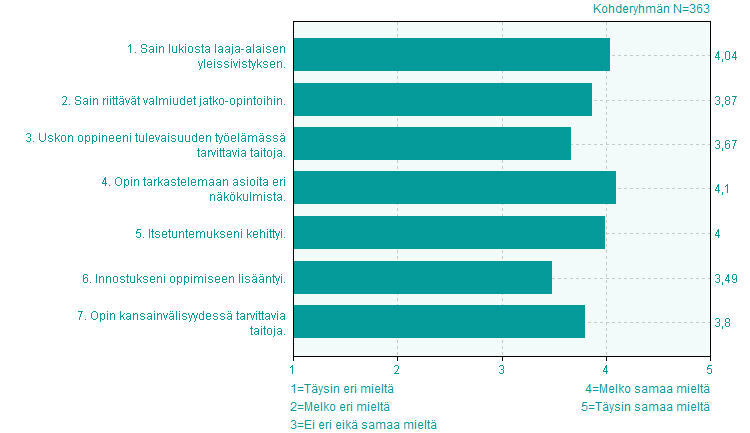 Kohderyhmän N=363
1. Sain lukiosta laaja-alaisen
yleissivistyksen.
4,04
2. Sain riittävät valmiudet jatko-opintoihin.
3,87
3. Uskon oppineeni tulevaisuuden työelämässä
tarvittavia taitoja.
3,67
4. Opin tarkastelemaan asioita eri
näkökulmista.
4,1
5. Itsetuntemukseni kehittyi.
4
6. Innostukseni oppimiseen lisääntyi.
3,49
7. Opin kansainvälisyydessä tarvittavia
taitoja.
3,8
1 2 3 4 5
1=Täysin eri mieltä
2=Melko eri mieltä
3=Ei eri eikä samaa mieltä
4=Melko samaa mieltä
5=Täysin samaa mieltä